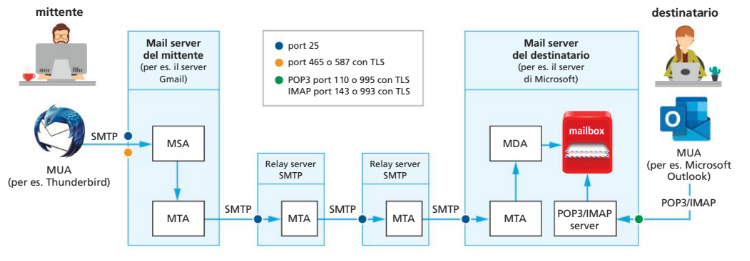 mittente
destinatario
Mail server
del mittente
(per es. il server
Gmail)
port 25
port 465 o 587 con TLS
POP3 port 110 o 995 con TLS
IMAP port 143 o 993 con TLS
Mail server
del destinatario
(per es. il server
di Microsoft)
SMTP
MUA
(per es. Thunderbird)
MSA
MTA
SMTP
Relay server
SMTP
MTA
SMTP
Relay server
SMTP
MTA
SMTP
MDA
mailbox
MTA
POP3/IMAP
server
O
MUA
(per es. Microsoft
Outlook)
POP3/IMAP